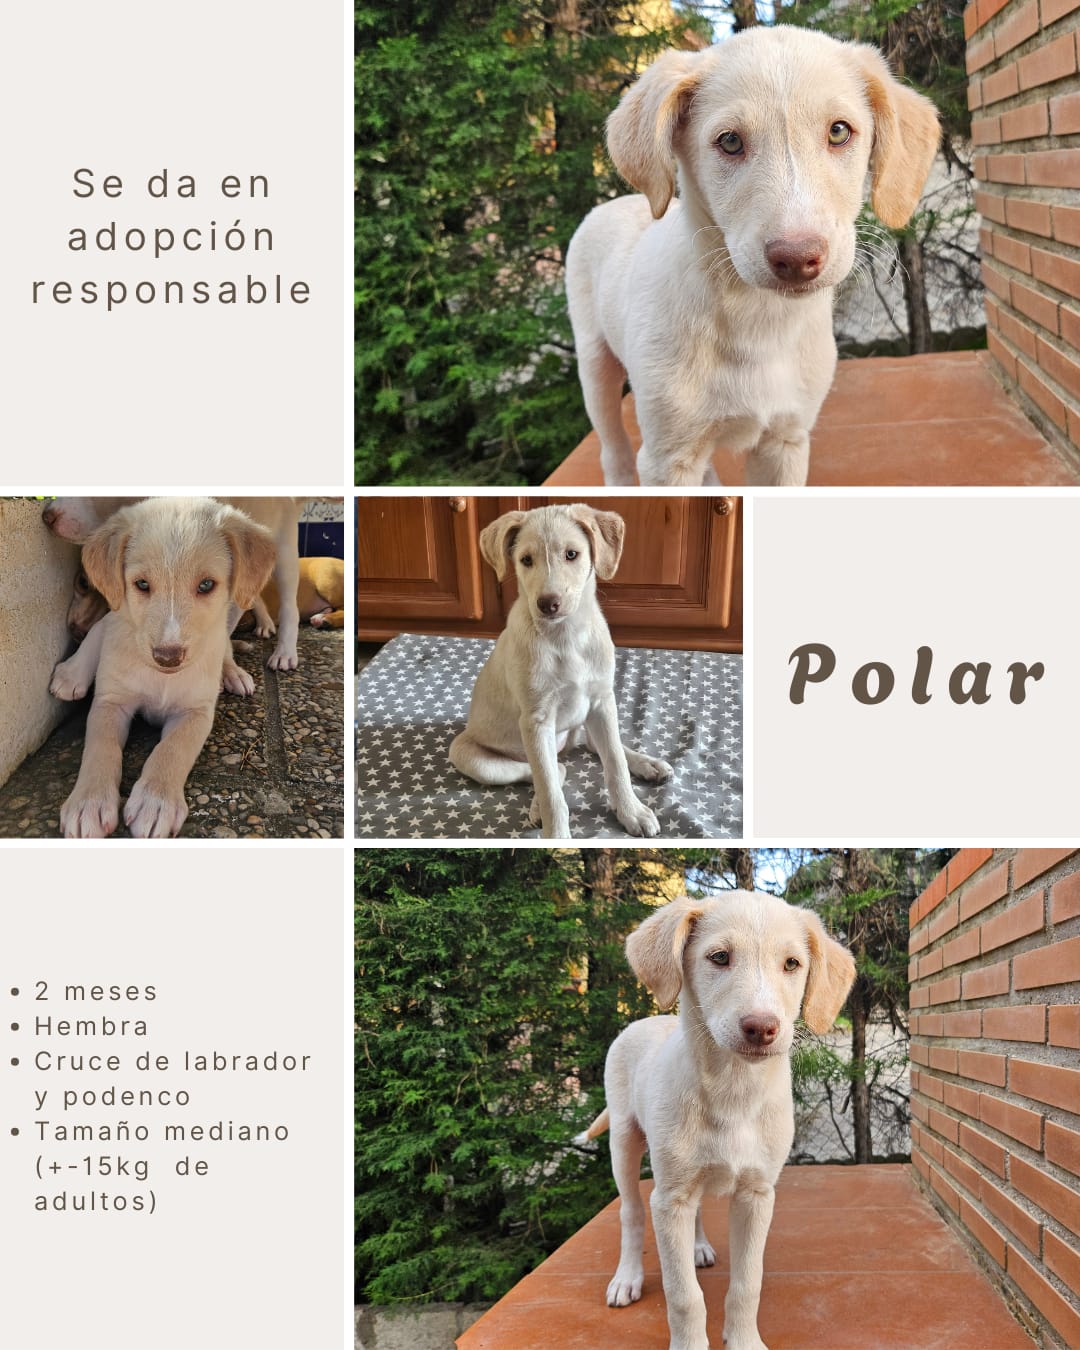 Se da en
adopción
responsable
Polar
• 2 meses
• Hembra
• Cruce de labrador
y podenco
• Tamaño mediano
(+-15kg de
adultos)